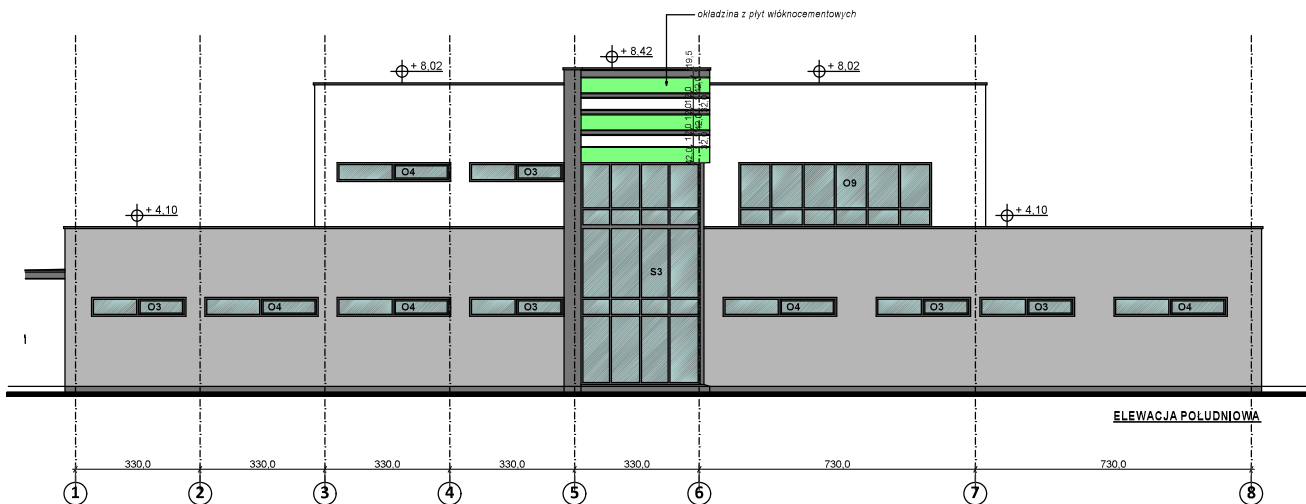 okładzina z płyt włóknocementowych
+ 8,02
+ 8,42
+ 8,02
19,5
O4
O3
O9
+ 4,10
+ 4,10
S3
O3
O4
O4
O3
O4
O3
O3
O4
ELEWACJA POŁUDNIOWA
330,0
330,0
330,0
330,0
330,0
730,0
730,0
1
2
3
4
5
6
7
8